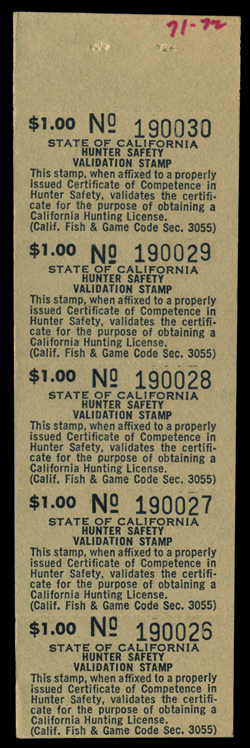 71-72
$1.00 Nº 190030
STATE OF CALIFORNIA
HUNTER SAFETY
VALIDATION STAMP
This stamp, when affixed to a properly
issued Certificate of Competence in
Hunter Safety, validates the certifi-
cate for the purpose of obtaining a
California Hunting License.
(Calif. Fish & Game Code Sec. 3055)
$1.00 Nº 190029
STATE OF CALIFORNIA
HUNTER SAFETY
VALIDATION STAMP
This stamp, when affixed to a properly
issued Certificate of Competence in
Hunter Safety, validates the certifi-
cate for the purpose of obtaining a
California Hunting License.
(Calif. Fish & Game Code Sec. 3055)
$1.00 Nº 190028
STATE OF CALIFORNIA
HUNTER SAFETY
VALIDATION STAMP
This stamp, when affixed to a properly
issued Certificate of Competence in
Hunter Safety, validates the certifi-
cate for the purpose of obtaining a
California Hunting License.
(Calif. Fish & Game Code Sec. 3055)
$1.00 Nº 190027
STATE OF CALIFORNIA
HUNTER SAFETY
VALIDATION STAMP
This stamp, when affixed to a properly
issued Certificate of Competence in
Hunter Safety, validates the certifi-
cate for the purpose of obtaining a
California Hunting License.
(Calif. Fish & Game Code Sec. 3055)
$1.00 Nº 190026
STATE OF CALIFORNIA
HUNTER SAFETY
VALIDATION STAMP
This stamp, when affixed to a properly
issued Certificate of Competence in
Hunter Safety, validates the certifi-
cate for the purpose of obtaining a
California Hunting License.
(Calif. Fish & Game Code Sec. 3055)